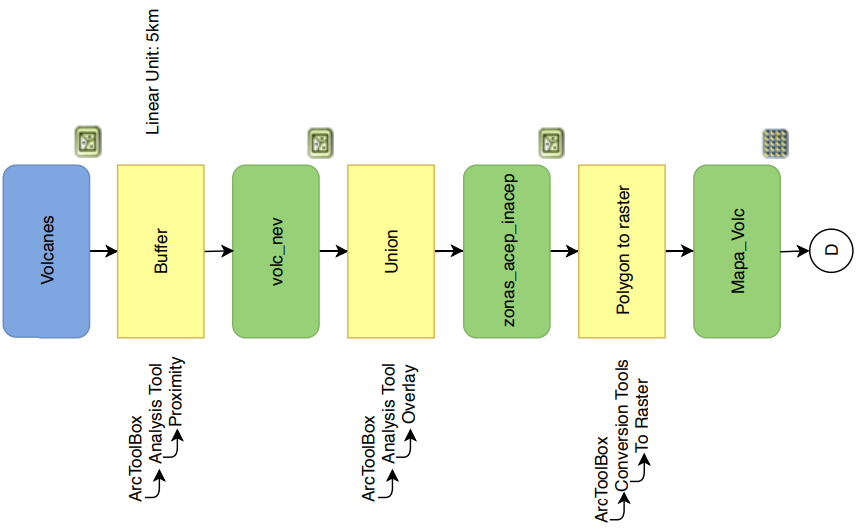 Linear Unit: 5km
Volcanes
Buffer
volc_nev
Union
zonas_acep_inacep
Polygon to raster
Mapa_Volc
D
ArcToolBox
Analysis Tool
Proximity
ArcToolBox
Analysis Tool
Overlay
ArcToolBox
Conversion Tools
To Raster